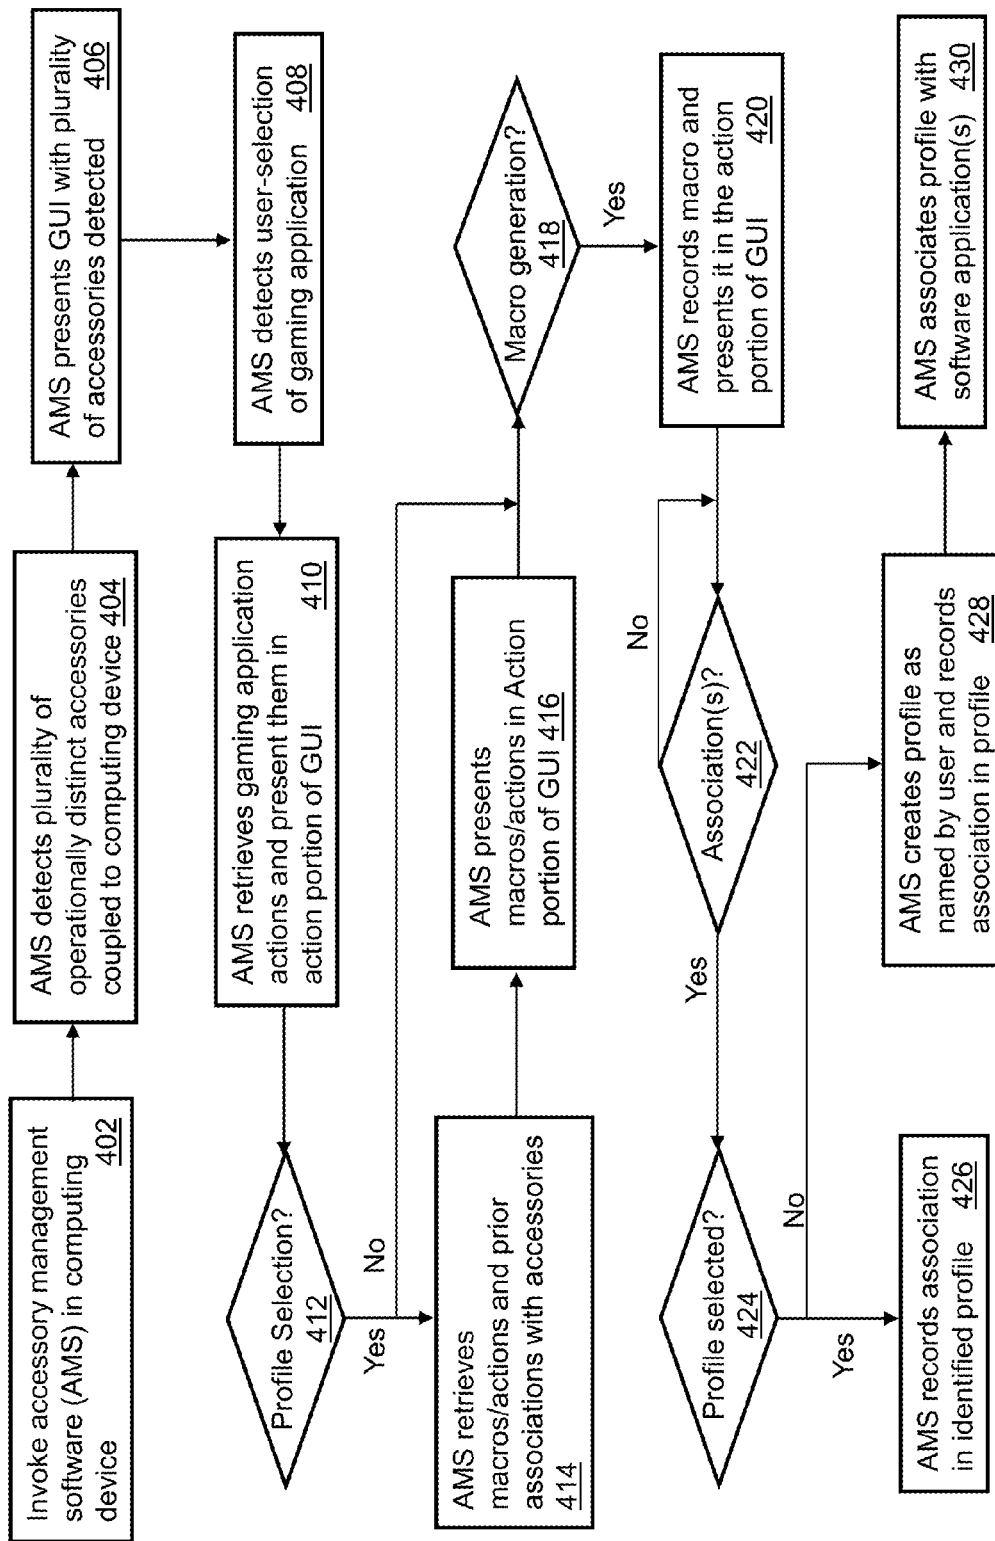 Invoke accessory management
software (AMS) in computing
device 402
AMS detects plurality of
operationally distinct accessories
coupled to computing device 404
AMS presents GUI with plurality
of accessories detected 406
AMS detects user-selection
of gaming application 408
AMS retrieves gaming application
actions and present them in
action portion of GUI 410
Profile Selection?
412
No
Yes
AMS retrieves
macros/actions and prior
associations with accessories
414
AMS presents
macros/actions in Action
portion of GUI 416
Macro generation?
418
Yes
AMS records macro and
presents it in the action
portion of GUI 420
No
Association(s)?
422
Yes
Profile selected?
424
No
Yes
AMS records association
in identified profile 426
AMS creates profile as
named by user and records
association in profile 428
AMS associates profile with
software application(s) 430